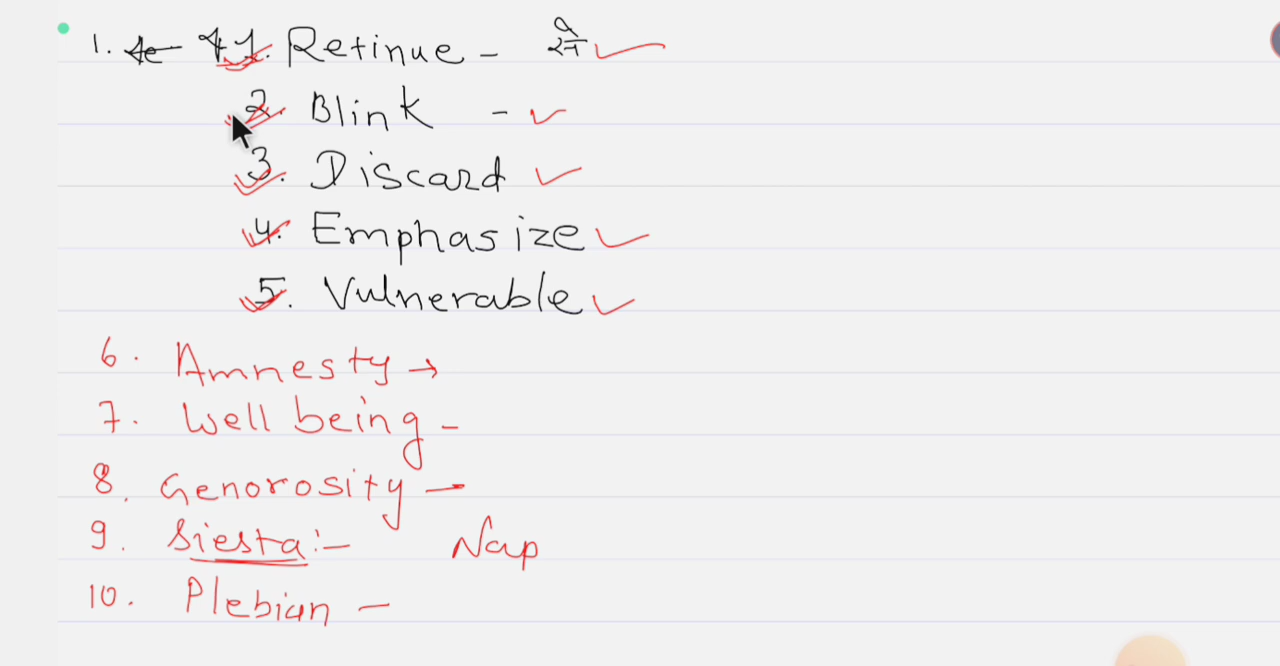 1. 1. Retinue -
2. Blink -
3. Discard
4. Emphasize
5. Vulnerable
6. Amnesty →
7. Well being -
8. Genorosity -
9. Siesta :- Nap
10. Plebian -